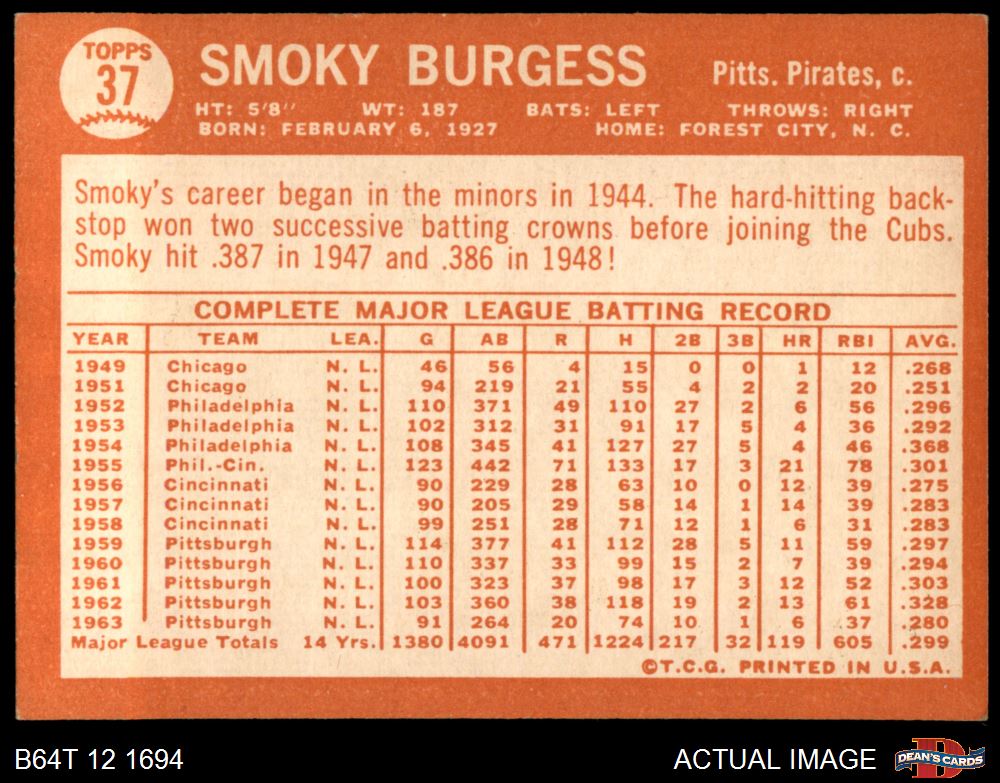 TOPPS
37
SMOKY BURGESS
Pitts. Pirates, c.
HT: 5'8" WT: 187 BATS: LEFT THROWS: RIGHT
BORN: FEBRUARY 6, 1927 HOME: FOREST CITY, N. C.
Smoky's career began in the minors in 1944. The hard-hitting back-
stop won two successive batting crowns before joining the Cubs.
Smoky hit .387 in 1947 and .386 in 1948!
COMPLETE MAJOR LEAGUE BATTING RECORD
YEAR TEAM LEA. G AB R H 2B 3B HR RBI AVG.
1949 Chicago N. L. 46 56 4 15 0 0 1 12 .268
1951 Chicago N. L. 94 219 21 55 4 2 2 20 .251
1952 Philadelphia N. L. 110 371 49 110 27 2 6 56 .296
1953 Philadelphia N. L. 102 312 31 91 17 5 4 36 .292
1954 Philadelphia N. L. 108 345 41 127 27 5 4 46 .368
1955 Phil.-Cin. N. L. 123 442 71 133 17 3 21 78 .301
1956 Cincinnati N. L. 90 229 28 63 10 0 12 39 .275
1957 Cincinnati N. L. 90 205 29 58 14 1 14 39 .283
1958 Cincinnati N. L. 99 251 28 71 12 1 6 31 .283
1959 Pittsburgh N. L. 114 377 41 112 28 5 11 59 .297
1960 Pittsburgh N. L. 110 337 33 99 15 2 7 39 .294
1961 Pittsburgh N. L. 100 323 37 98 17 3 12 52 .303
1962 Pittsburgh N. L. 103 360 38 118 19 2 13 61 .328
1963 Pittsburgh N. L. 91 264 20 74 10 1 6 37 .280
Major League Totals 14 Yrs. 1380 4091 471 1224 217 32 119 605 .299
©T.C.G. PRINTED IN U.S.A.
B64T 12 1694
ACTUAL IMAGE
D
DEAN'S CARDS